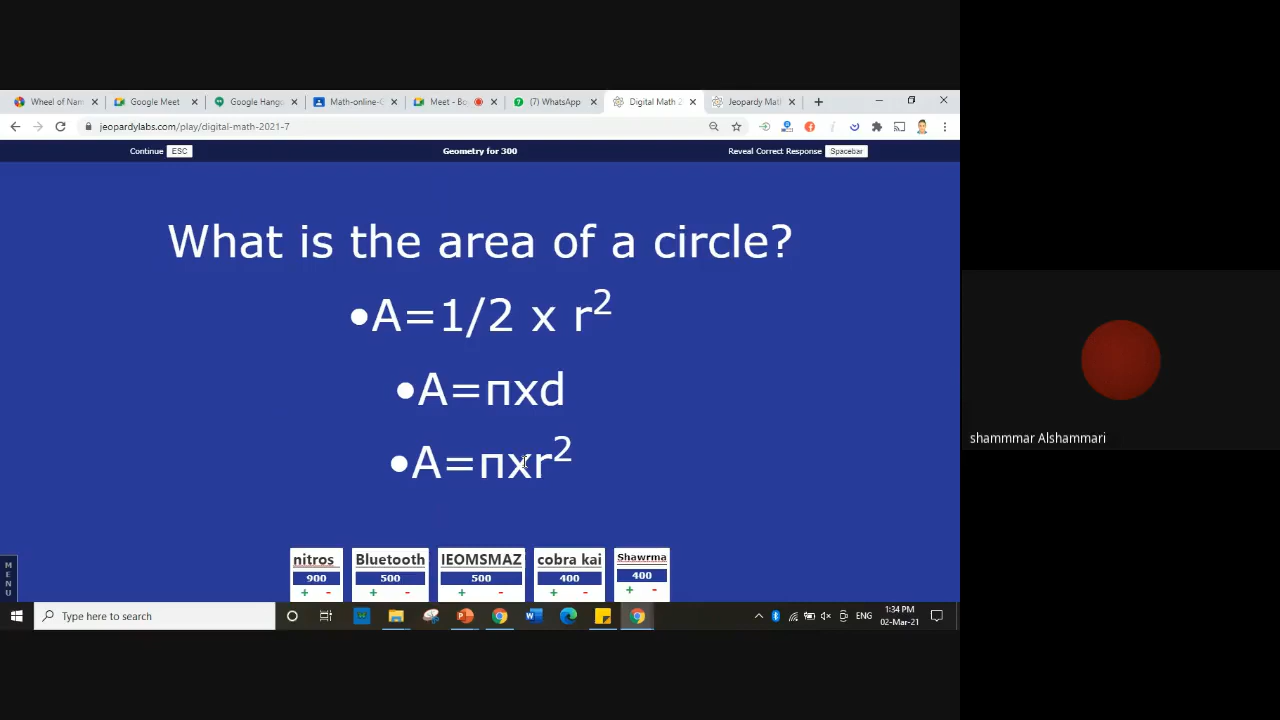 Wheel of Nam
Google Meet
Google Hango
Math-online-G
Meet - Bo
(7) WhatsApp
Digital Math 2
Jeopardy Math
jeopardylabs.com/play/digital-math-2021-7
Continue ESC
Geometry for 300
Reveal Correct Response Spacebar
What is the area of a circle?
•A=1/2 x r²
•A=πxd
•A=πxr²
shammmar Alshammari
MENU
nitros
900
+ -
Bluetooth
500
+ -
IEOMSMAZ
500
+ -
cobra kai
400
+ -
Shawrma
400
+ -
Type here to search
ENG
1:34 PM
02-Mar-21